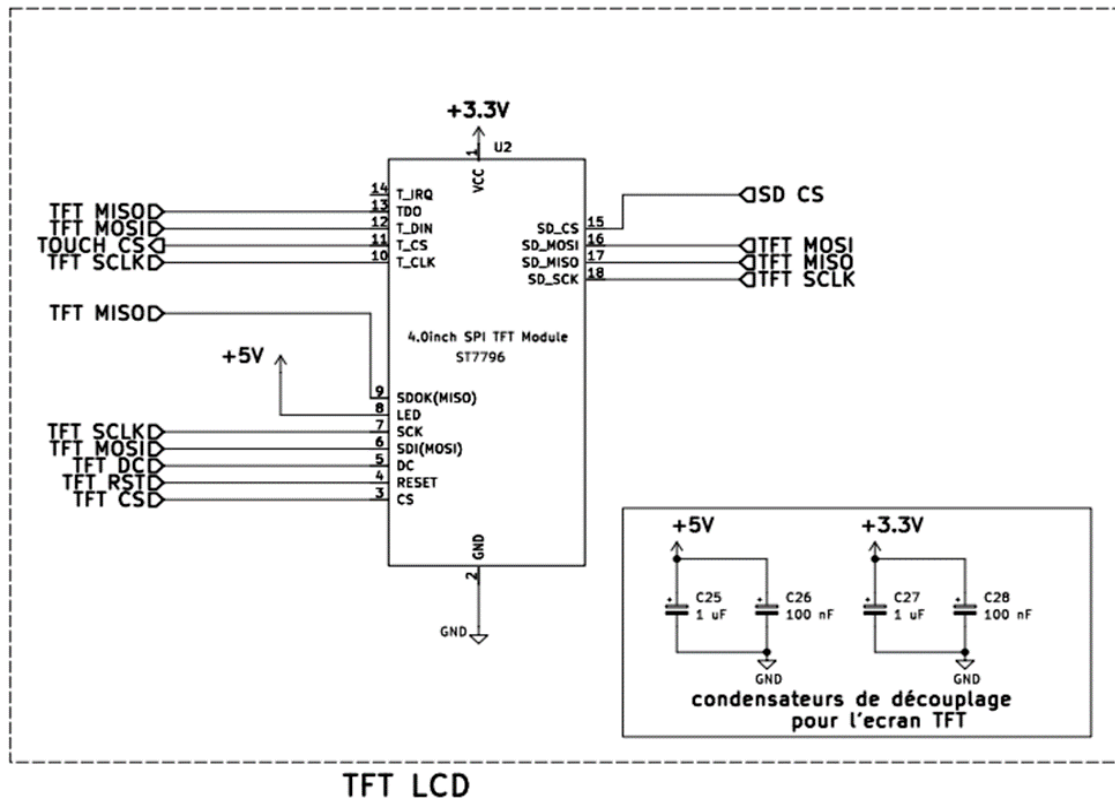 +3.3V
1
U2
VCC
14
T_IRQ
TFT MISO
13
TDO
TFT MOSI
12
T_DIN
TOUCH CS
11
T_CS
TFT SCLK
10
T_CLK
SD_CS
15
SD CS
SD_MOSI
16
TFT MOSI
SD_MISO
17
TFT MISO
SD_SCK
18
TFT SCLK
TFT MISO
4.0inch SPI TFT Module
ST7796
+5V
9
SDOK(MISO)
8
LED
TFT SCLK
7
SCK
TFT MOSI
6
SDI(MOSI)
TFT DC
5
DC
TFT RST
4
RESET
TFT CS
3
CS
GND
2
GND
+5V
+3.3V
+
C25
1 uF
+
C26
100 nF
+
C27
1 uF
+
C28
100 nF
GND
GND
condensateurs de découplage
pour l'ecran TFT
TFT LCD